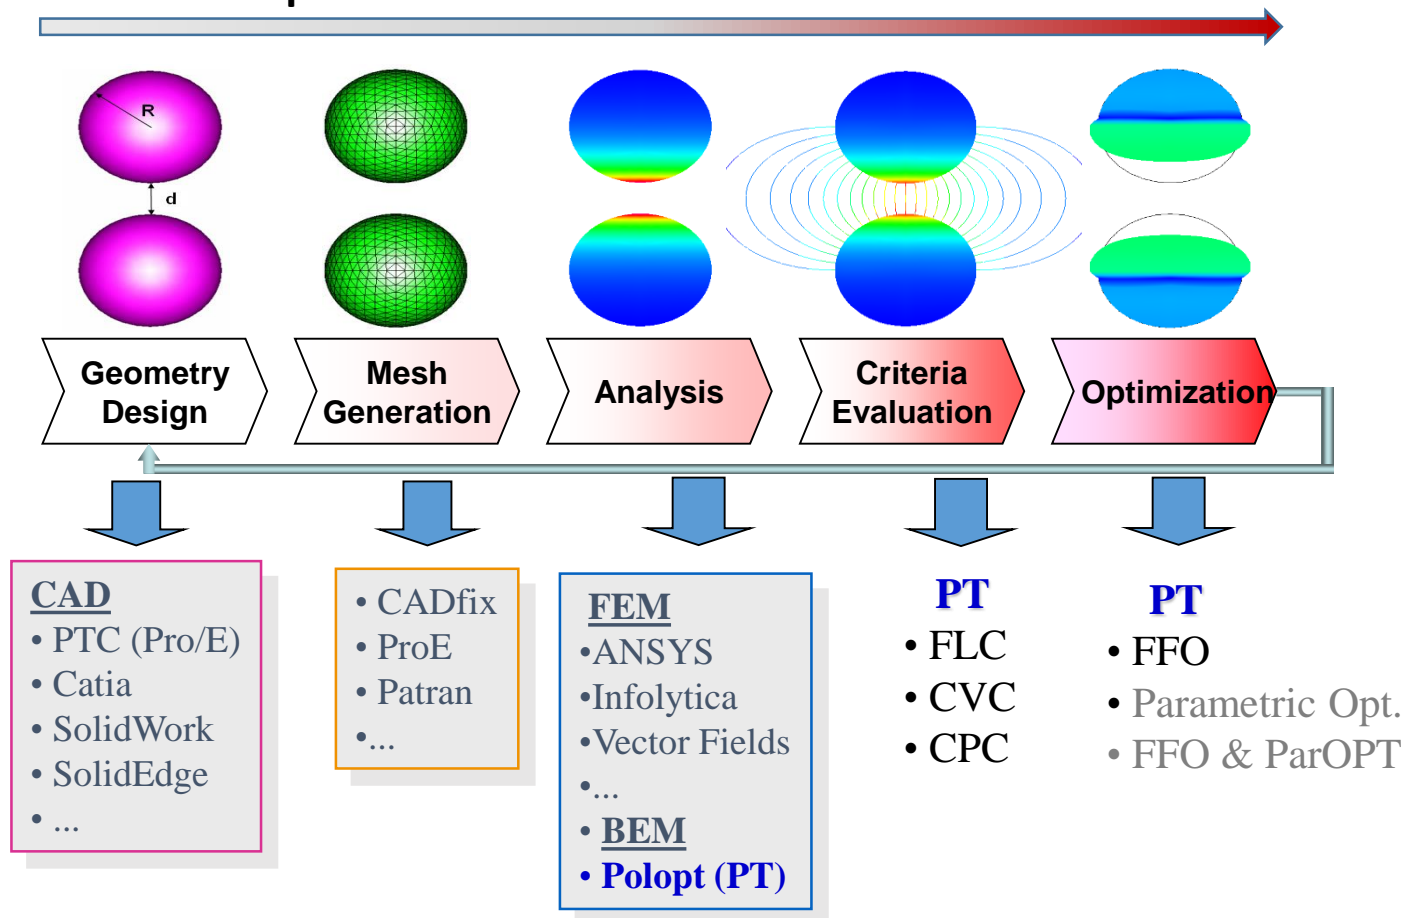 R
d
Geometry
Design
Mesh
Generation
Analysis
Criteria
Evaluation
Optimization
CAD
• PTC (Pro/E)
• Catia
• SolidWork
• SolidEdge
• ...
• CADfix
• ProE
• Patran
•...
FEM
•ANSYS
•Infolytica
•Vector Fields
•...
• BEM
• Polopt (PT)
PT
• FLC
• CVC
• CPC
PT
• FFO
• Parametric Opt.
• FFO & ParOPT